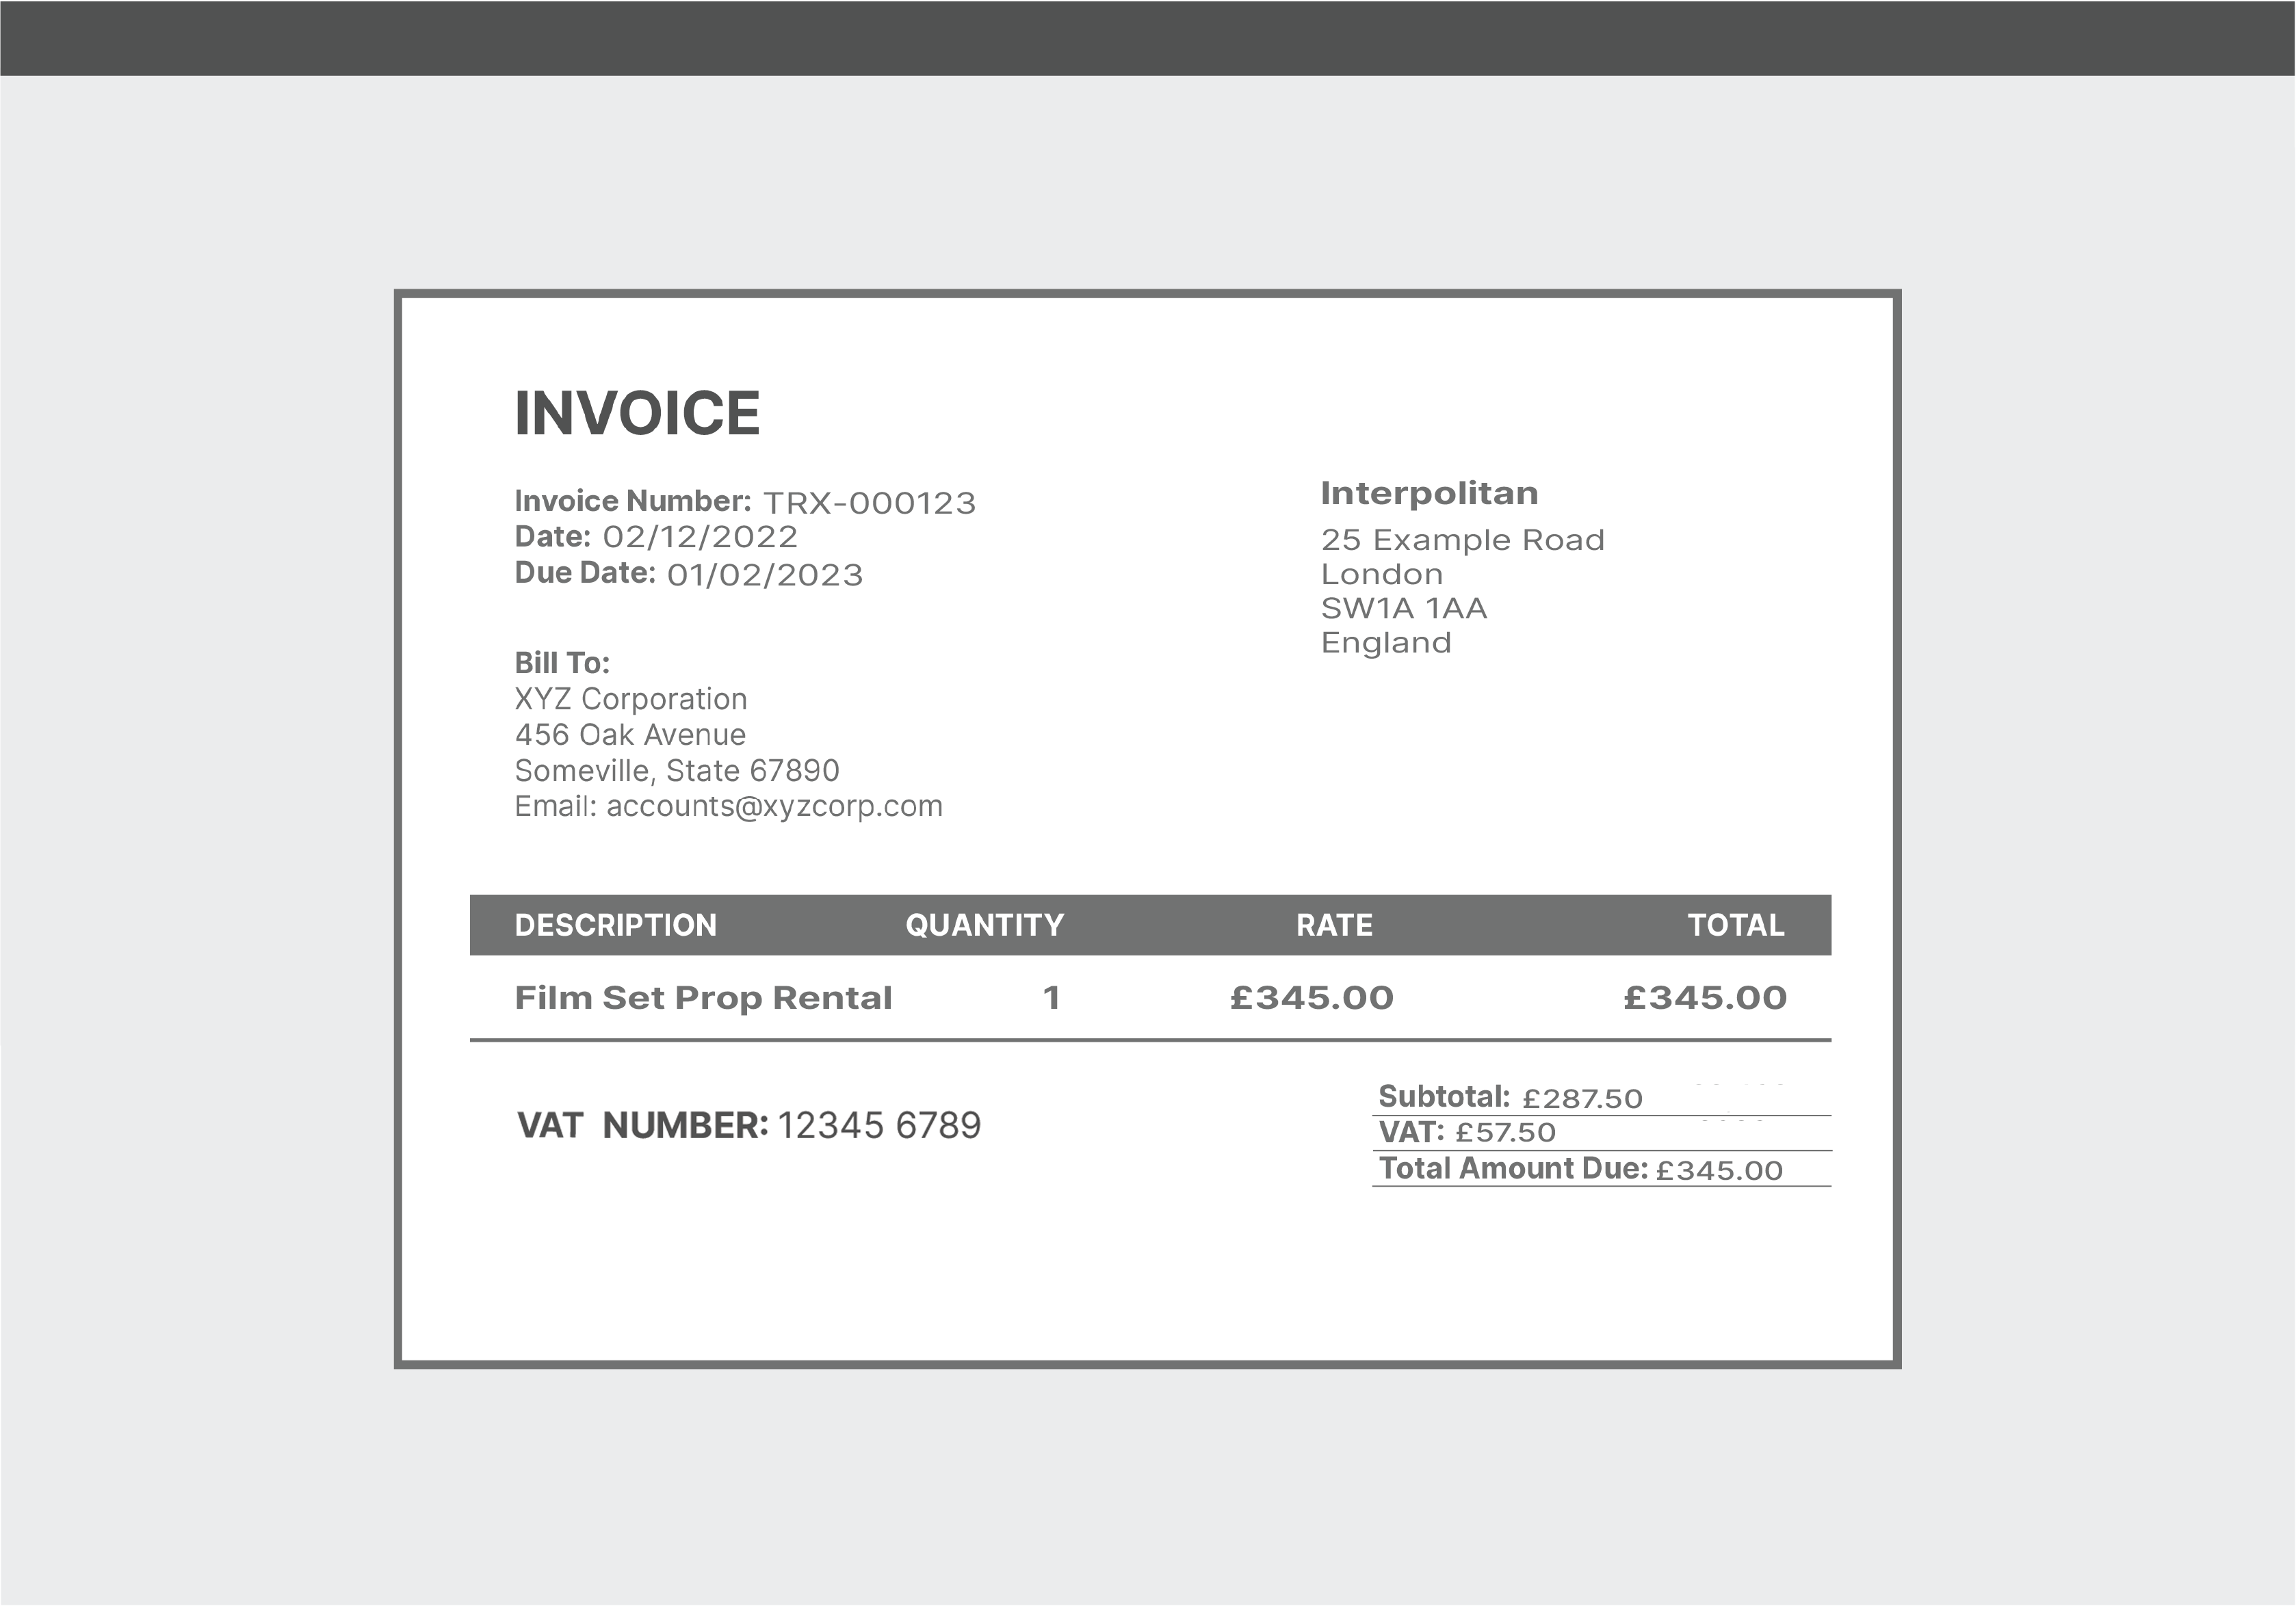 INVOICE
Invoice Number: TRX-000123
Date: 02/12/2022
Due Date: 01/02/2023
Interpolitan
25 Example Road
London
SW1A 1AA
England
Bill To:
XYZ Corporation
456 Oak Avenue
Someville, State 67890
Email: accounts@xyzcorp.com
DESCRIPTION QUANTITY RATE TOTAL
Film Set Prop Rental 1 £345.00 £345.00
VAT NUMBER: 12345 6789
Subtotal: £287.50
VAT: £57.50
Total Amount Due: £345.00